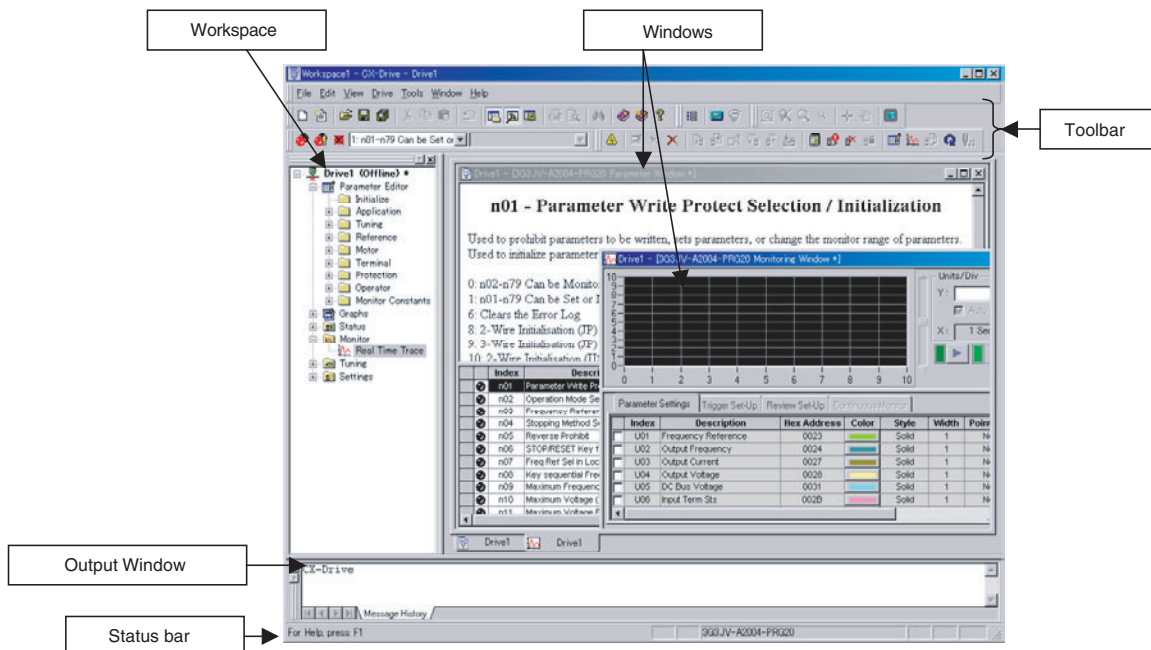 Workspace
Windows
Toolbar
Output Window
Status bar
Workspace1 - CX-Drive - Drive1
File Edit View Drive Tools Window Help
1: n01-n79 Can be Set or
Drive1 (Offline) *
Parameter Editor
Initialize
Application
Tuning
Reference
Motor
Terminal
Protection
Operator
Monitor Constants
Graphs
Status
Monitor
Real Time Trace
Tuning
Settings
Drive1 - [3G3JV-A2004-PRG20 Parameter Window *]
n01 - Parameter Write Protect Selection / Initialization
Used to prohibit parameters to be written, sets parameters, or change the monitor range of parameters.
Used to initialize parameter
0: n02-n79 Can be Monito
1: n01-n79 Can be Set or
6: Clears the Error Log
8: 2-Wire Initialisation (JP)
9: 3-Wire Initialisation (JP)
10: 2-Wire Initialisation
Index Descri
n01 Parameter Write Pr
n02 Operation Mode Se
n03 Frequency Referen
n04 Stopping Method S
n05 Reverse Prohibit
n06 STOP/RESET Key f
n07 Freq Ref Sel in Loc
n08 Key sequential Fre
n09 Maximum Frequenc
n10 Maximum Voltage (
n11 Maximum Voltage F
Drive1 - [3G3JV-A2004-PRG20 Monitoring Window *]
10
9
8
7
6
5
4
3
2
1
0
0 1 2 3 4 5 6 7 8 9 10
Units/Div
Y:
Auto
X: 1 Sec
Parameter Settings Trigger Set-Up Review Set-Up Continuous Monitor
Index Description Hex Address Color Style Width Poin
U01 Frequency Reference 0023 Solid 1 N
U02 Output Frequency 0024 Solid 1 N
U03 Output Current 0027 Solid 1 N
U04 Output Voltage 0028 Solid 1 N
U05 DC Bus Voltage 0031 Solid 1 N
U06 Input Term Sts 002B Solid 1 N
Drive1 Drive1
CX-Drive
Message History
For Help, press F1
3G3JV-A2004-PRG20